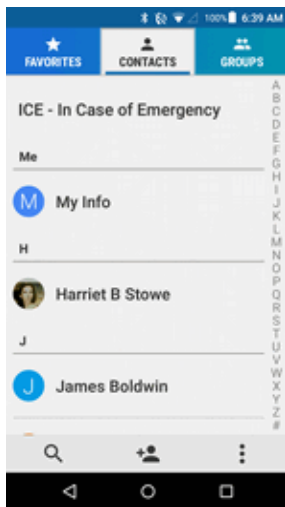 100% 6:39 AM
FAVORITES CONTACTS GROUPS
ICE - In Case of Emergency
Me
M My Info
H
Harriet B Stowe
J
J James Boldwin
A
B
C
D
E
F
G
H
I
J
K
L
M
N
O
P
Q
R
S
T
U
V
W
X
Y
Z
#